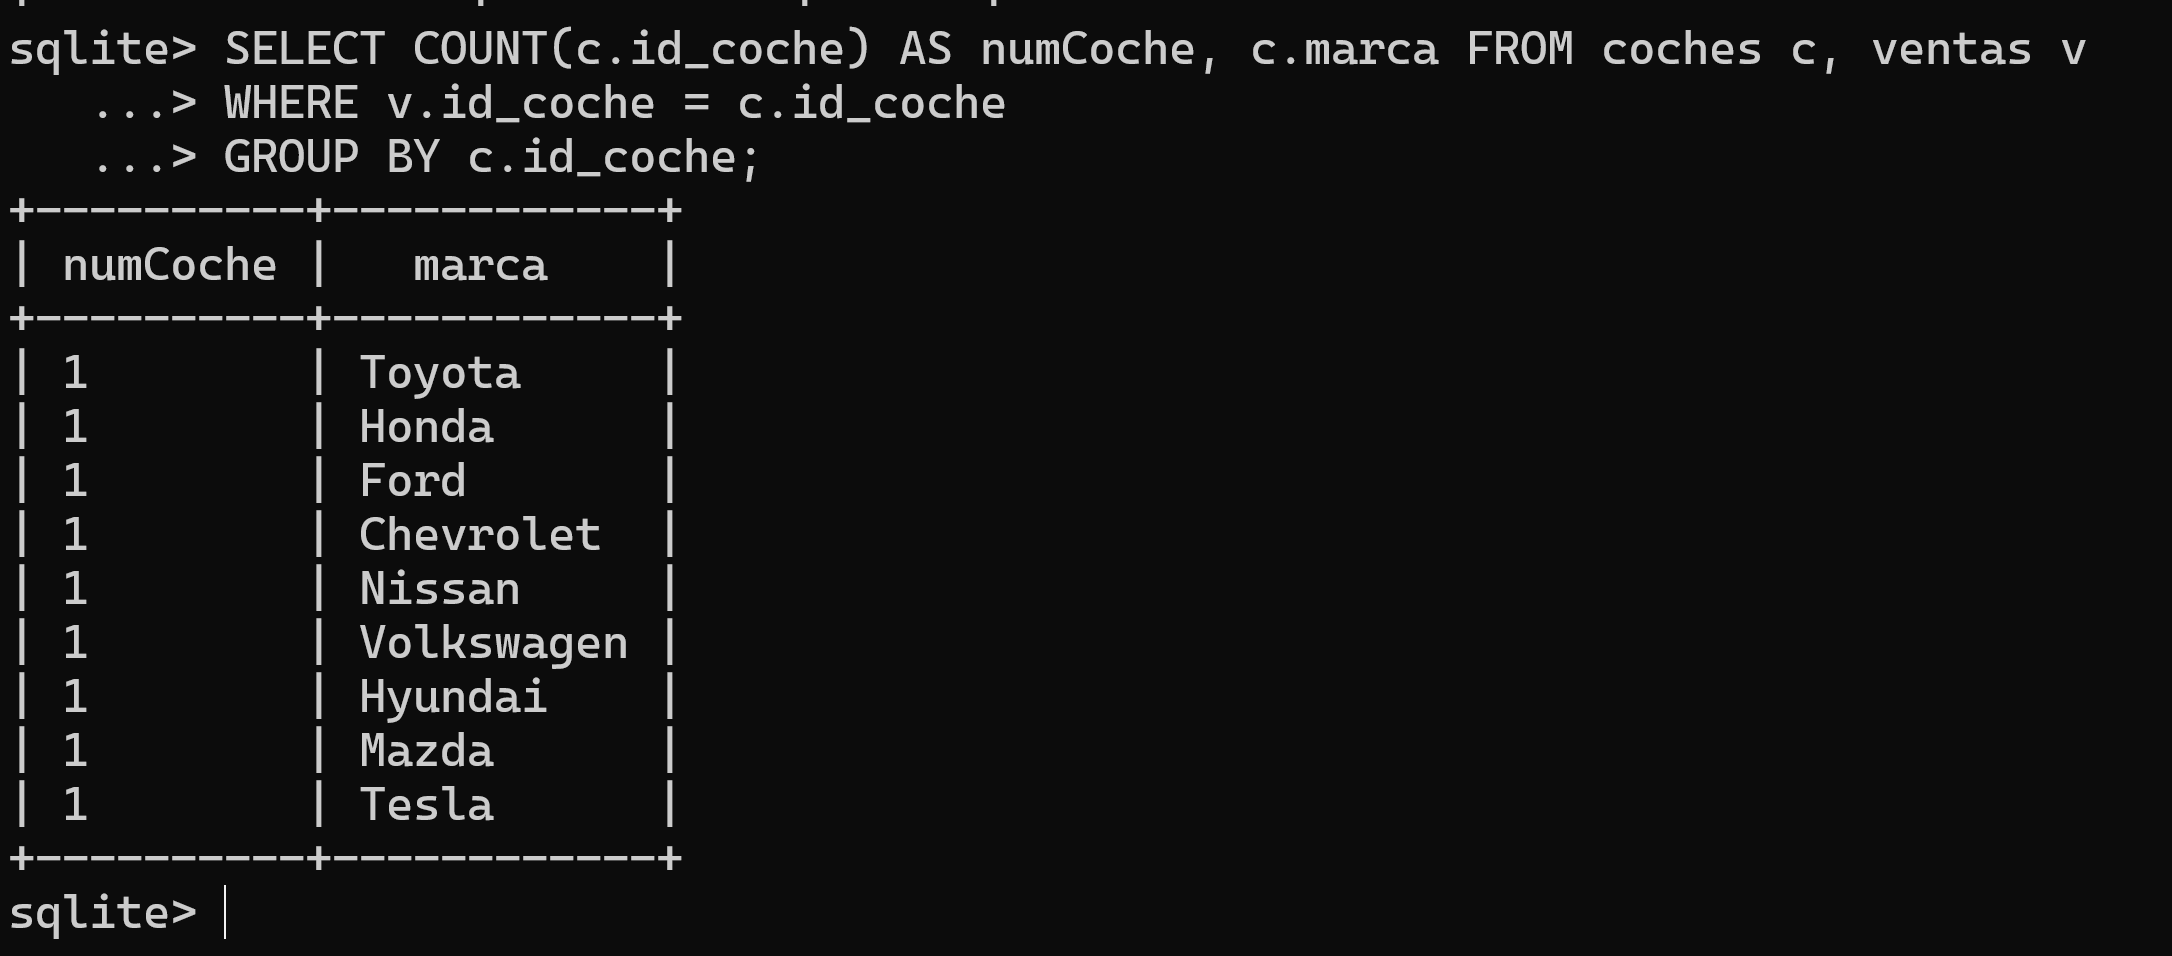 sqlite> SELECT COUNT(c.id_coche) AS numCoche, c.marca FROM coches c, ventas v
   ...> WHERE v.id_coche = c.id_coche
   ...> GROUP BY c.id_coche;
+----------+------------+
| numCoche |   marca    |
+----------+------------+
| 1        | Toyota     |
| 1        | Honda      |
| 1        | Ford       |
| 1        | Chevrolet  |
| 1        | Nissan     |
| 1        | Volkswagen |
| 1        | Hyundai    |
| 1        | Mazda      |
| 1        | Tesla      |
+----------+------------+
sqlite>